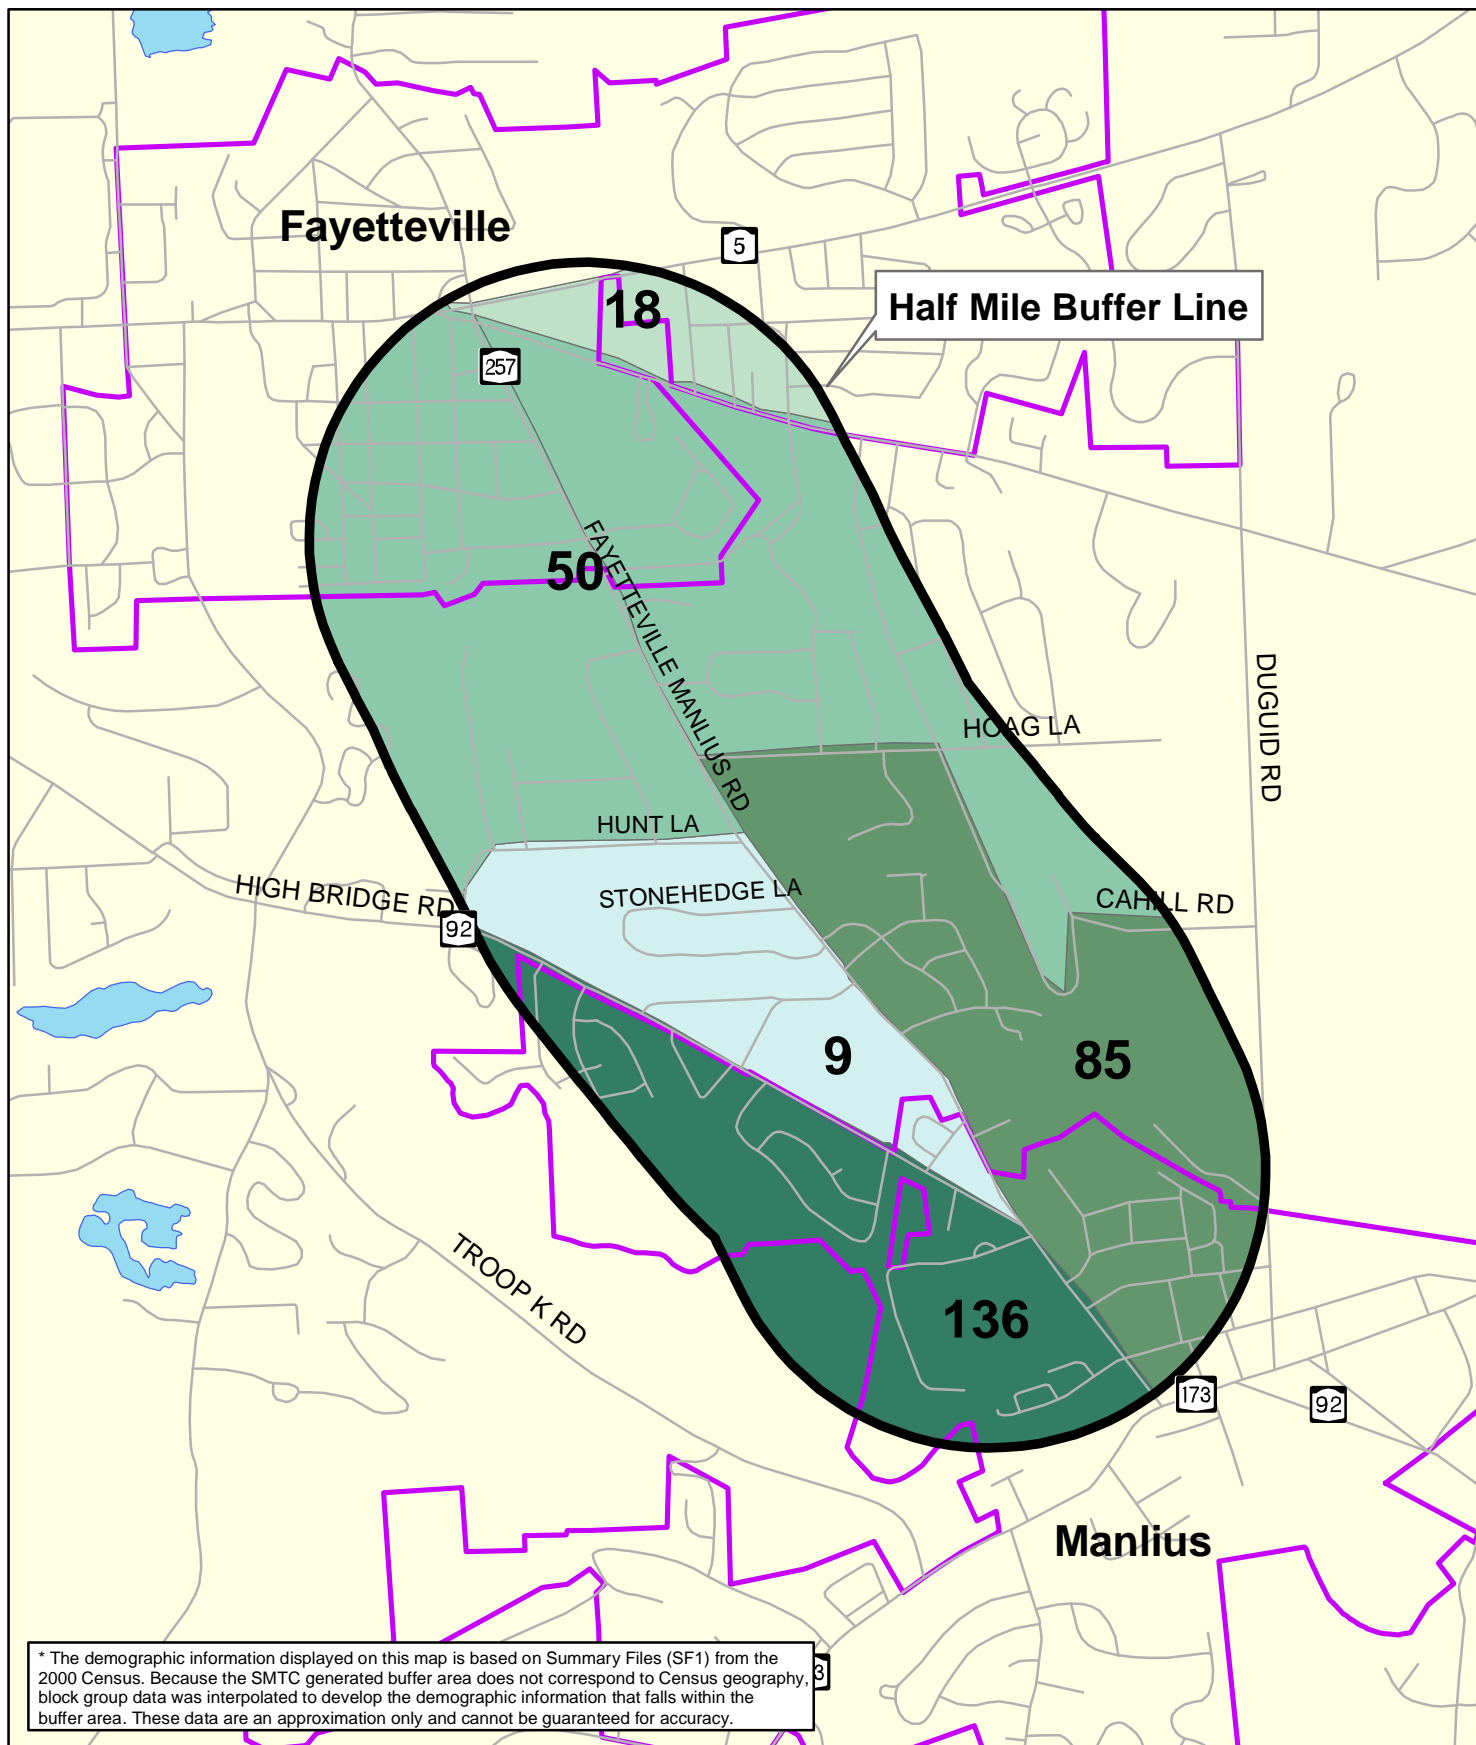 Fayetteville
5
18
Half Mile Buffer Line
257
50
FAYETTEVILLE MANLIUS RD
DUGUID RD
HOAG LA
HUNT LA
HIGH BRIDGE RD
STONEHEDGE LA
CAHILL RD
92
9
85
TROOP K RD
136
173
92
Manlius
* The demographic information displayed on this map is based on Summary Files (SF1) from the
2000 Census. Because the SMTC generated buffer area does not correspond to Census geography,
block group data was interpolated to develop the demographic information that falls within the
buffer area. These data are an approximation only and cannot be guaranteed for accuracy.
3